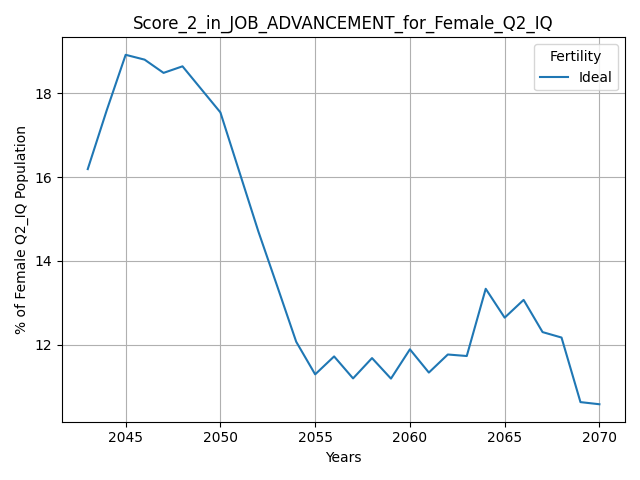 Score_2_in_JOB_ADVANCEMENT_for_Female_Q2_IQ
Fertility
Ideal
% of Female Q2_IQ Population
18
16
14
12
2045 2050 2055 2060 2065 2070
Years